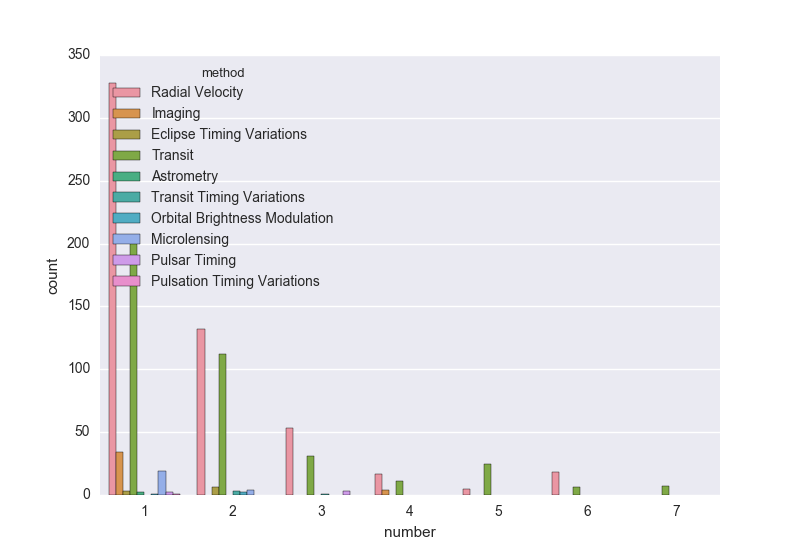 350
300
250
200
150
100
50
0
count
method
Radial Velocity
Imaging
Eclipse Timing Variations
Transit
Astrometry
Transit Timing Variations
Orbital Brightness Modulation
Microlensing
Pulsar Timing
Pulsation Timing Variations
1 2 3 4 5 6 7
number